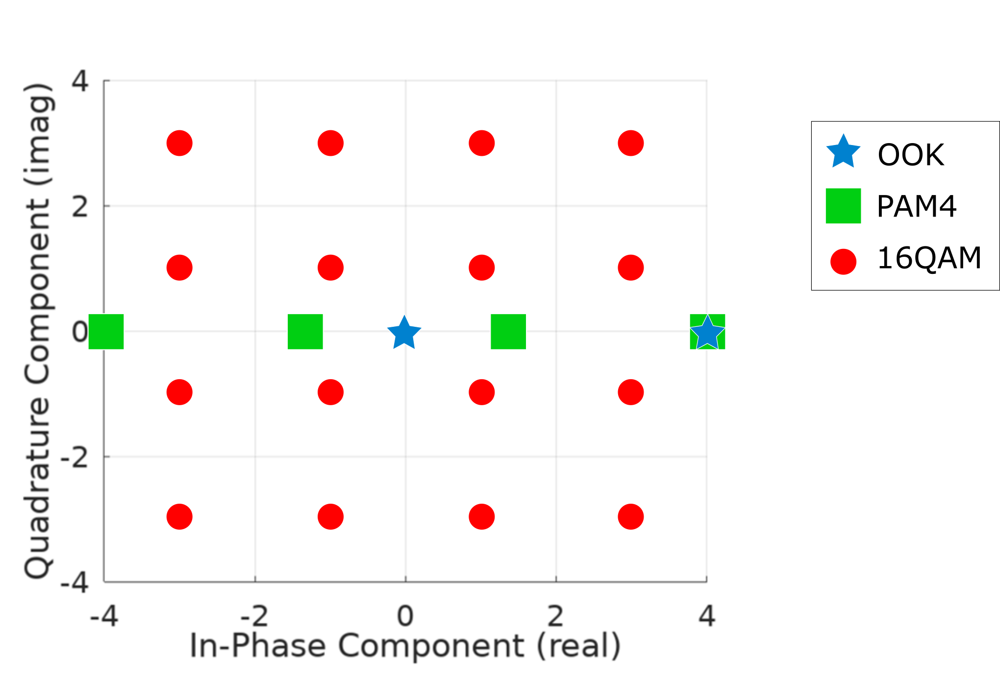 Quadrature Component (imag)
4
2
0
-2
-4
-4 -2 0 2 4
In-Phase Component (real)
OOK
PAM4
16QAM